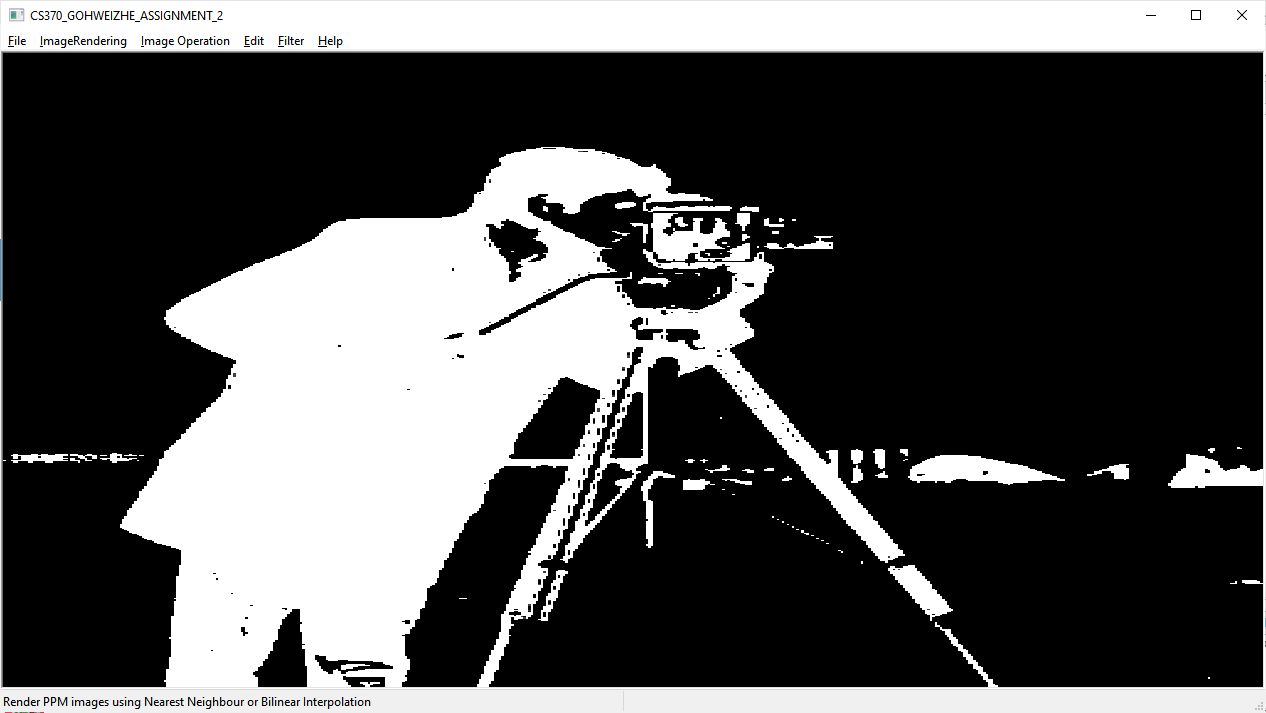 CS370_GOHWEIZHE_ASSIGNMENT_2
File ImageRendering Image Operation Edit Filter Help
Render PPM images using Nearest Neighbour or Bilinear Interpolation